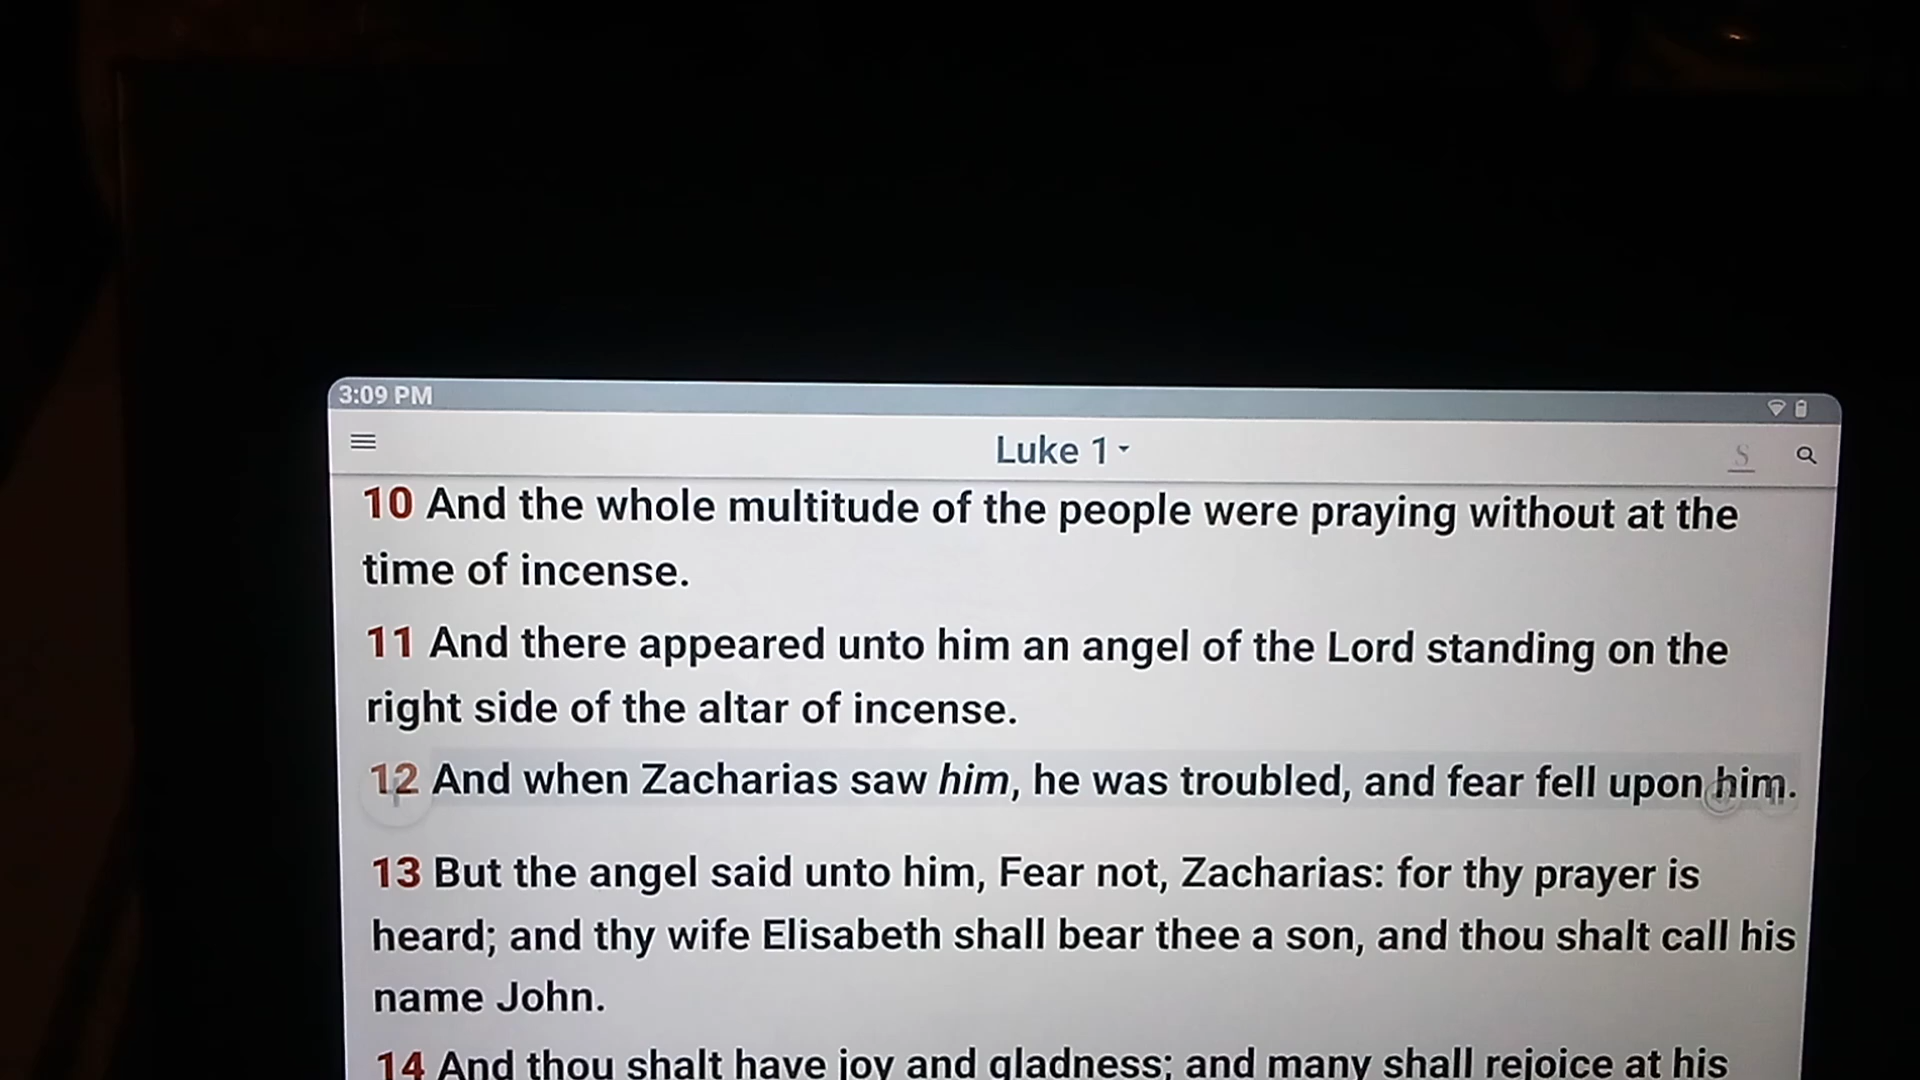 3:09 PM
Luke 1
S
10 And the whole multitude of the people were praying without at the
time of incense.
11 And there appeared unto him an angel of the Lord standing on the
right side of the altar of incense.
12 And when Zacharias saw him, he was troubled, and fear fell upon him.
13 But the angel said unto him, Fear not, Zacharias: for thy prayer is
heard; and thy wife Elisabeth shall bear thee a son, and thou shalt call his
name John.
14 And thou shalt have joy and gladness; and many shall rejoice at his